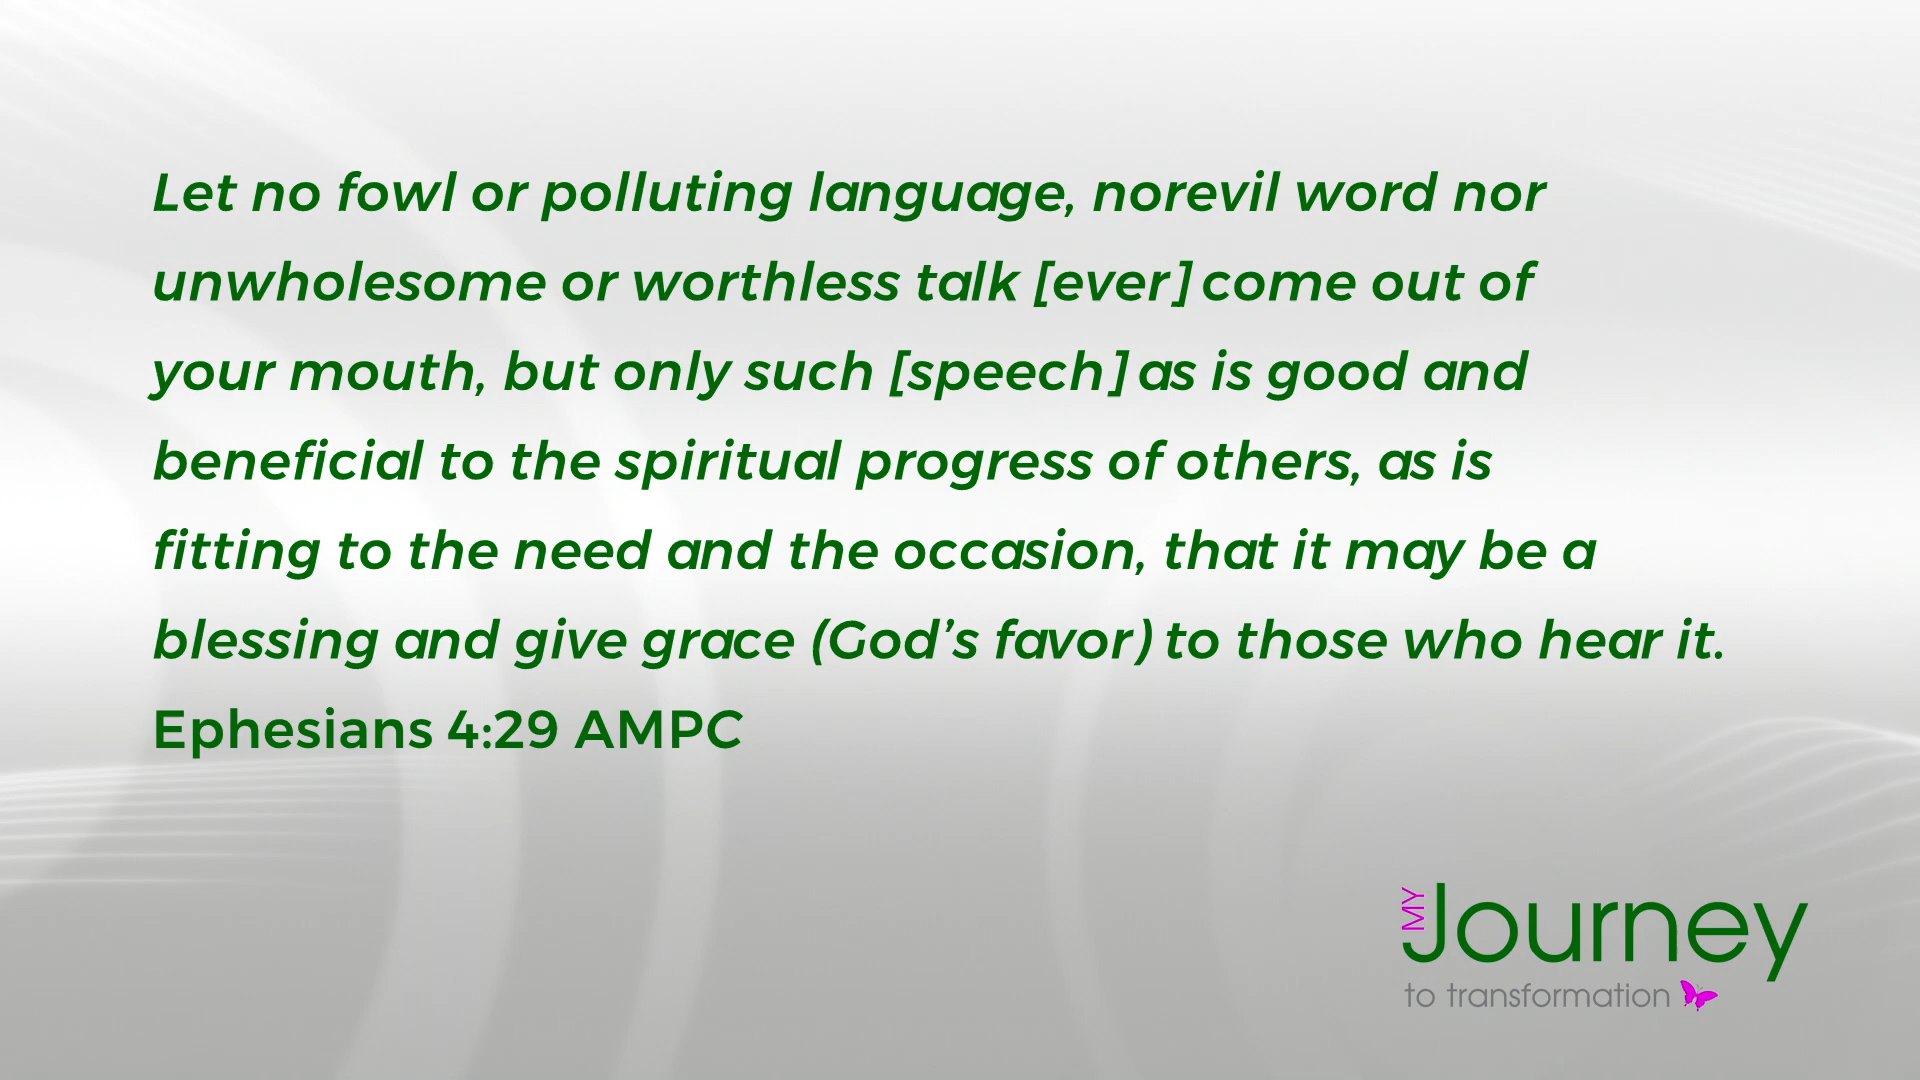 Let no fowl or polluting language, norevil word nor
unwholesome or worthless talk [ever] come out of
your mouth, but only such [speech] as is good and
beneficial to the spiritual progress of others, as is
fitting to the need and the occasion, that it may be a
blessing and give grace (God’s favor) to those who hear it.
Ephesians 4:29 AMPC
MY
Journey
to transformation